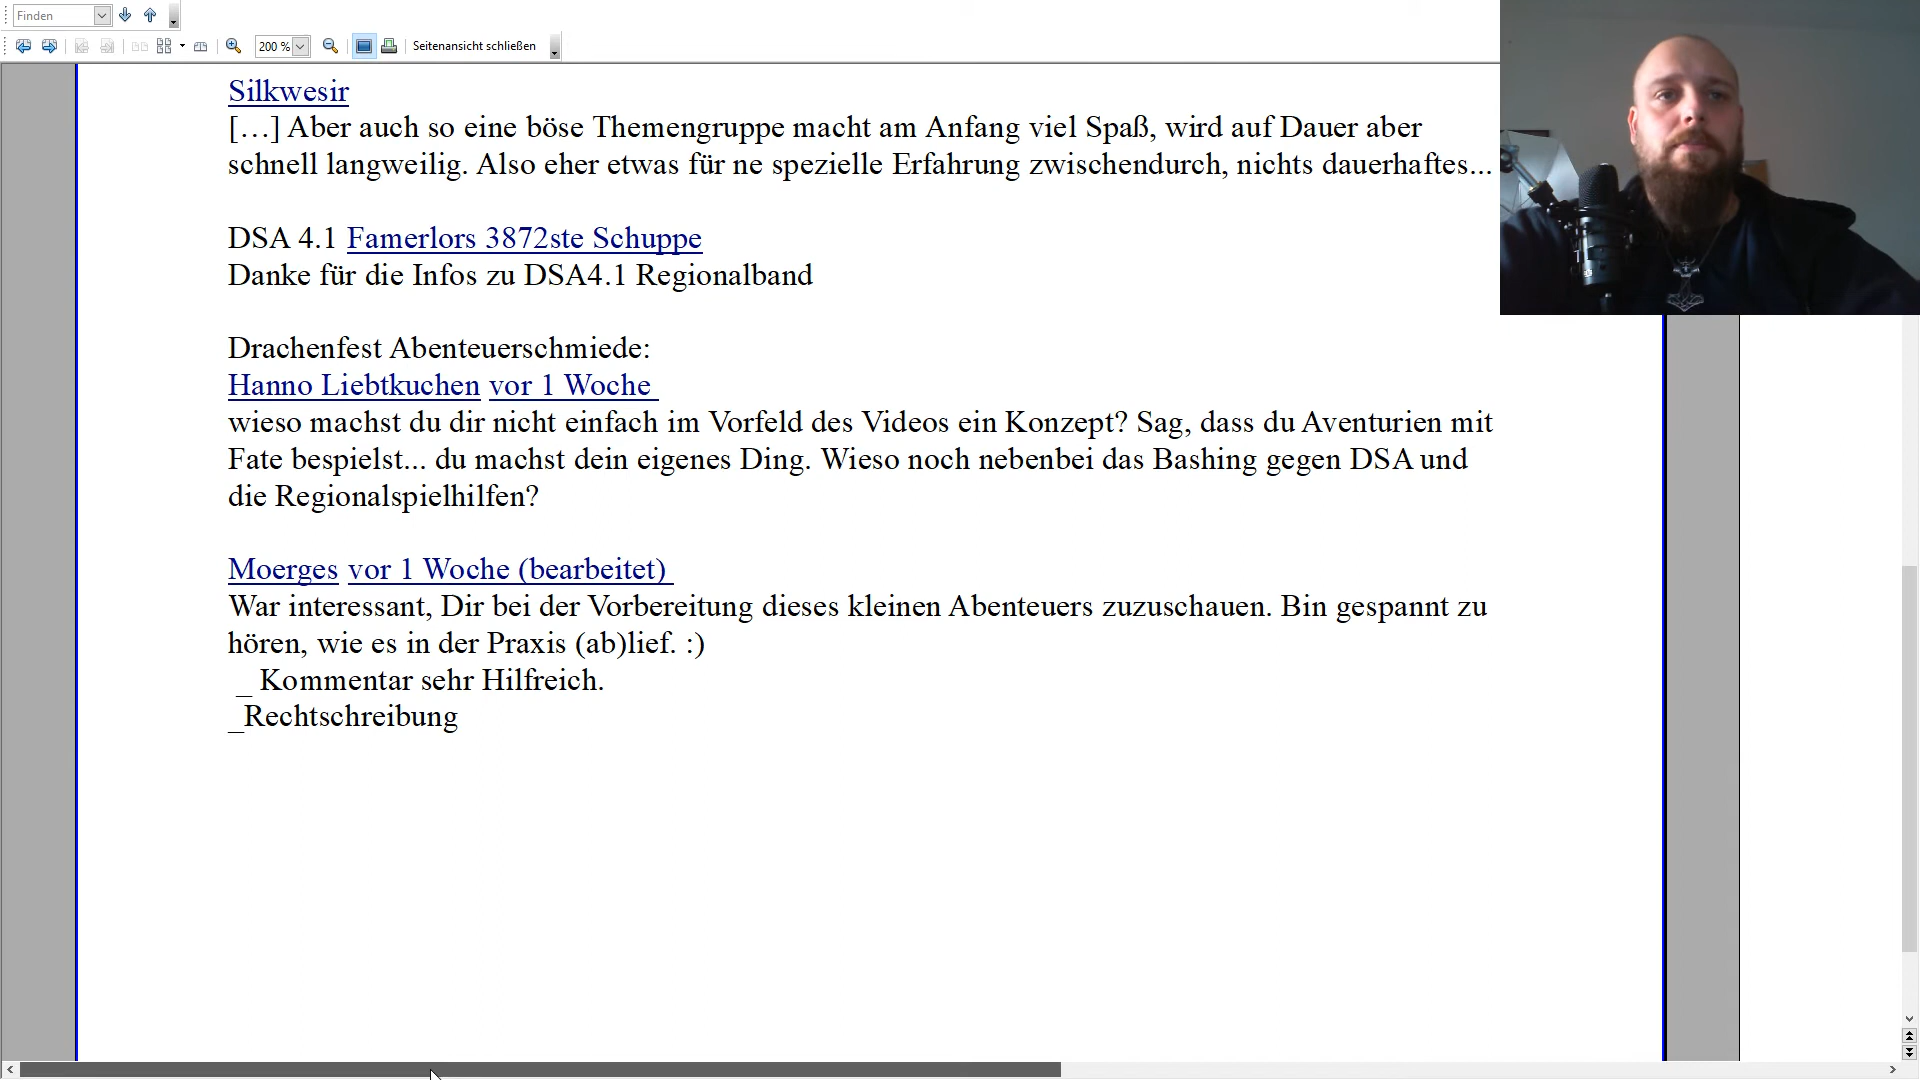 Finden
200 %
Seitenansicht schließen
Silkwesir
[…] Aber auch so eine böse Themengruppe macht am Anfang viel Spaß, wird auf Dauer aber
schnell langweilig. Also eher etwas für ne spezielle Erfahrung zwischendurch, nichts dauerhaftes...
DSA 4.1 Famerlors 3872ste Schuppe
Danke für die Infos zu DSA4.1 Regionalband
Drachenfest Abenteuerschmiede:
Hanno Liebtkuchen vor 1 Woche
wieso machst du dir nicht einfach im Vorfeld des Videos ein Konzept? Sag, dass du Aventurien mit
Fate bespielst... du machst dein eigenes Ding. Wieso noch nebenbei das Bashing gegen DSA und
die Regionalspielhilfen?
Moerges vor 1 Woche (bearbeitet)
War interessant, Dir bei der Vorbereitung dieses kleinen Abenteuers zuzuschauen. Bin gespannt zu
hören, wie es in der Praxis (ab)lief. :)
_ Kommentar sehr Hilfreich.
_Rechtschreibung